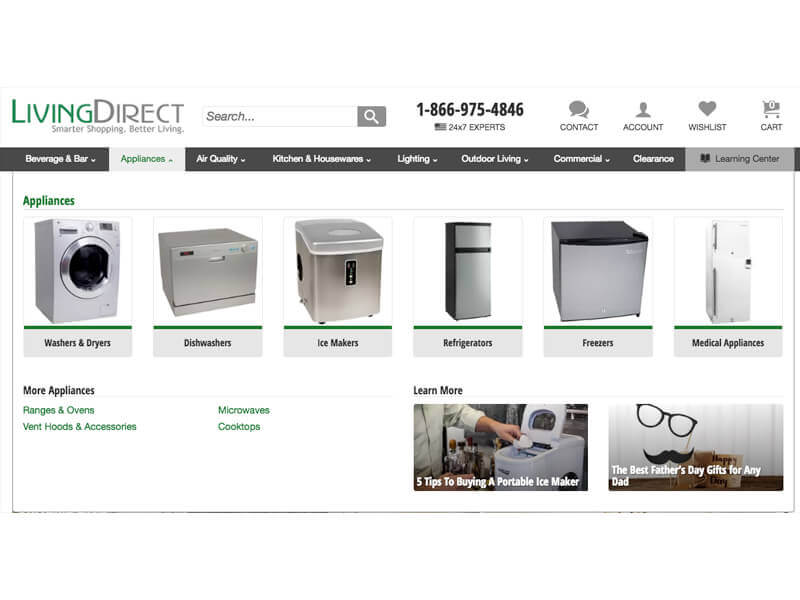 LIVINGDIRECT
Smarter Shopping. Better Living.
Search...
1-866-975-4846
24x7 EXPERTS
CONTACT
ACCOUNT
WISHLIST
0
CART
Beverage & Bar
Appliances
Air Quality
Kitchen & Housewares
Lighting
Outdoor Living
Commercial
Clearance
Learning Center
Appliances
Washers & Dryers
Dishwashers
Ice Makers
Refrigerators
Freezers
Medical Appliances
More Appliances
Ranges & Ovens
Microwaves
Vent Hoods & Accessories
Cooktops
Learn More
5 Tips To Buying A Portable Ice Maker
Happy
Day
The Best Father's Day Gifts for Any
Dad